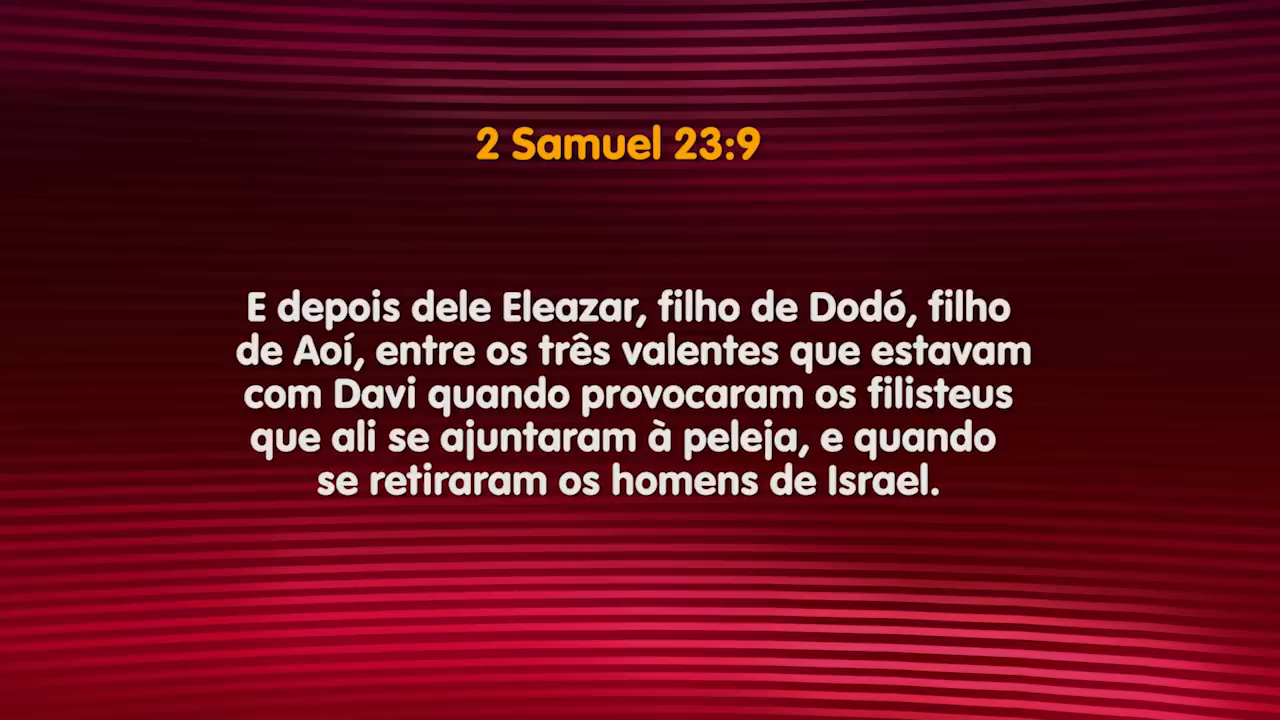 2 Samuel 23:9
E depois dele Eleazar, filho de Dodó, filho
de Aoí, entre os três valentes que estavam
com Davi quando provocaram os filisteus
que ali se ajuntaram à peleja, e quando
se retiraram os homens de Israel.